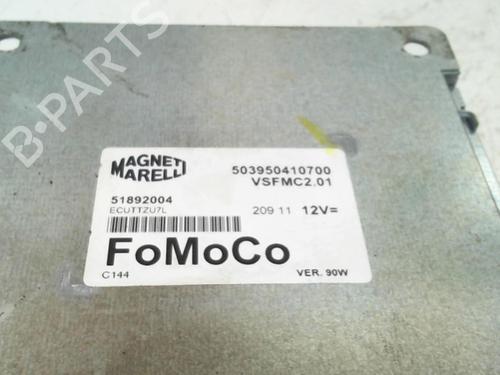 B-PARTS
MAGNETI
MARELLI
503950410700
VSFMC2.01
51892004
ECUTTZU7L
209 11 12V=
FoMoCo
C144
VER. 90W